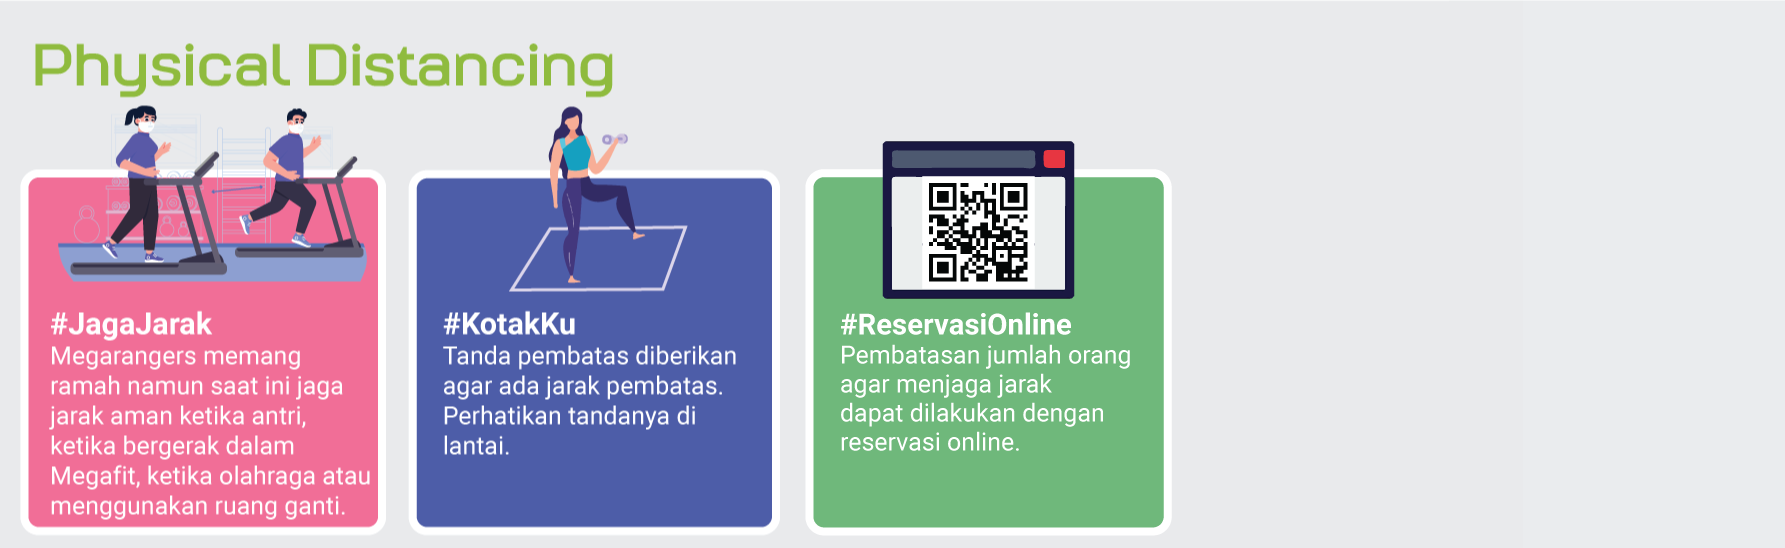 Physical Distancing
#JagaJarak
Megarangers memang
ramah namun saat ini jaga
jarak aman ketika antri,
ketika bergerak dalam
Megafit, ketika olahraga atau
menggunakan ruang ganti.
#KotakKu
Tanda pembatas diberikan
agar ada jarak pembatas.
Perhatikan tandanya di
lantai.
#ReservasiOnline
Pembatasan jumlah orang
agar menjaga jarak
dapat dilakukan dengan
reservasi online.